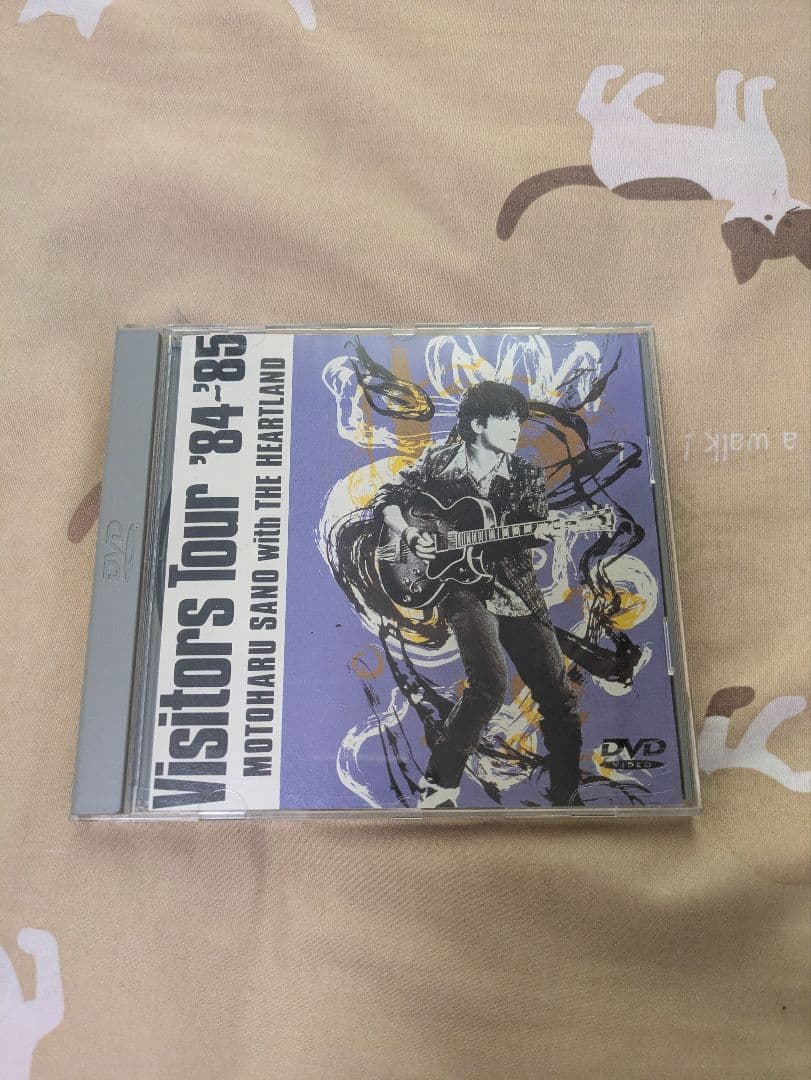 Visitors Tour '84~'85
MOTOHARU SANO with THE HEARTLAND
DVD
VIDEO
DVD
a walk!